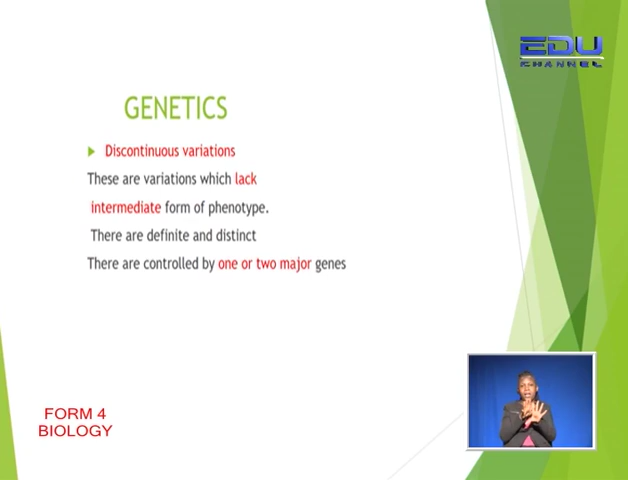 EDU
CHANNEL
GENETICS
Discontinuous variations
These are variations which lack
intermediate form of phenotype.
There are definite and distinct
There are controlled by one or two major genes
FORM 4
BIOLOGY